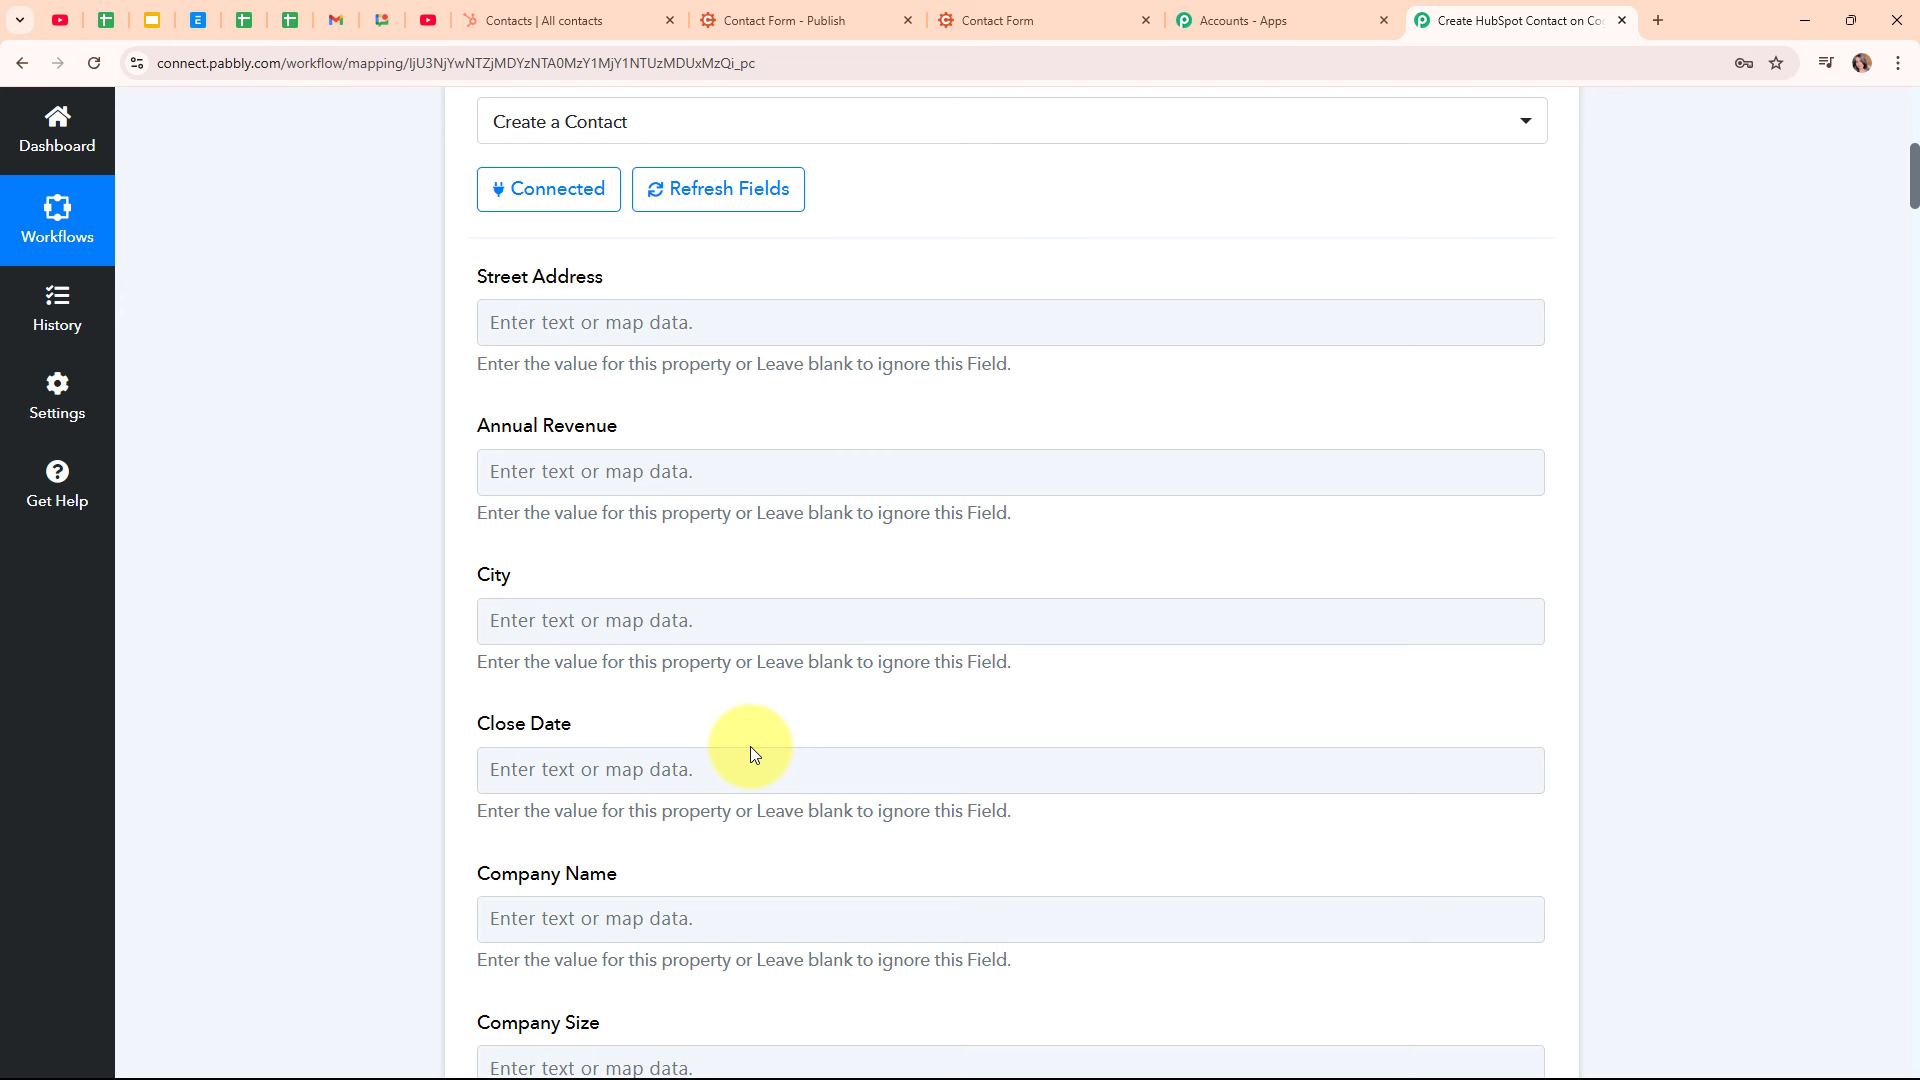 Contacts | All contacts
Contact Form - Publish
Contact Form
Accounts - Apps
Create HubSpot Contact on Co
connect.pabbly.com/workflow/mapping/IjU3NjYwNTZjMDYzNTA0MzY1MjY1NTUzMDUxMzQi_pc
Dashboard
Workflows
History
Settings
Get Help
Create a Contact
Connected
Refresh Fields
Street Address
Enter text or map data.
Enter the value for this property or Leave blank to ignore this Field.
Annual Revenue
Enter text or map data.
Enter the value for this property or Leave blank to ignore this Field.
City
Enter text or map data.
Enter the value for this property or Leave blank to ignore this Field.
Close Date
Enter text or map data.
Enter the value for this property or Leave blank to ignore this Field.
Company Name
Enter text or map data.
Enter the value for this property or Leave blank to ignore this Field.
Company Size
Enter text or map data.